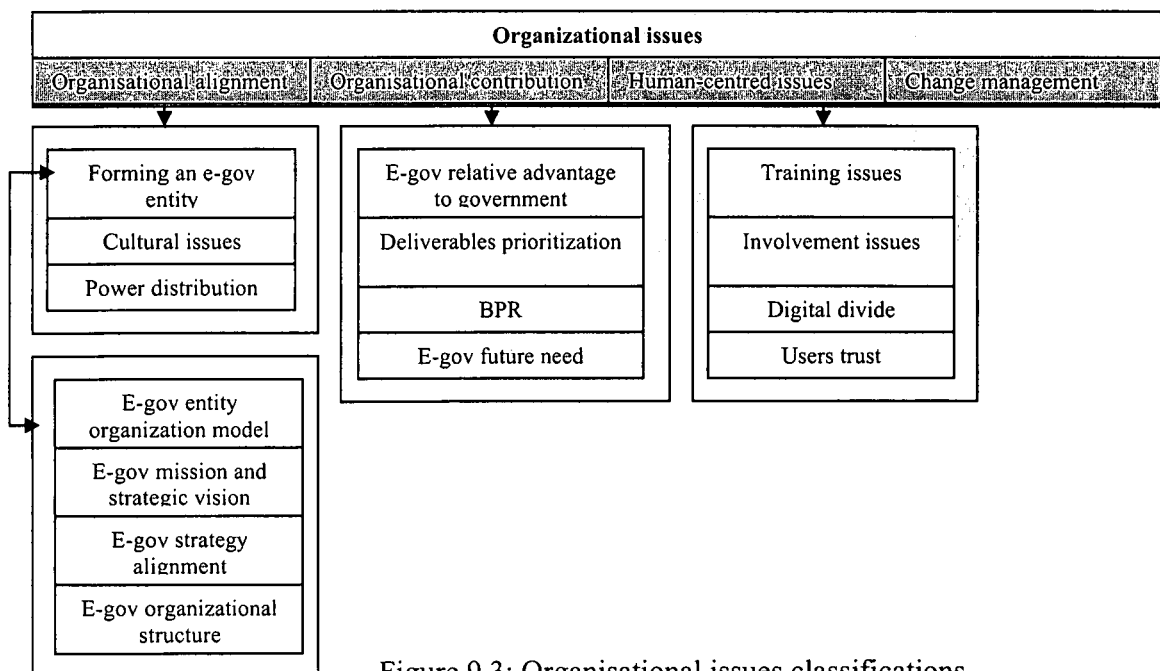 Organizational issues
Organisational alignment
Organisational contribution
Human-centred issues
Change management
Forming an e-gov
entity
Cultural issues
Power distribution
E-gov entity
organization model
E-gov mission and
strategic vision
E-gov strategy
alignment
E-gov organizational
structure
E-gov relative advantage
to government
Deliverables prioritization
BPR
E-gov future need
Training issues
Involvement issues
Digital divide
Users trust
Figure 9.3: Organisational issues classifications